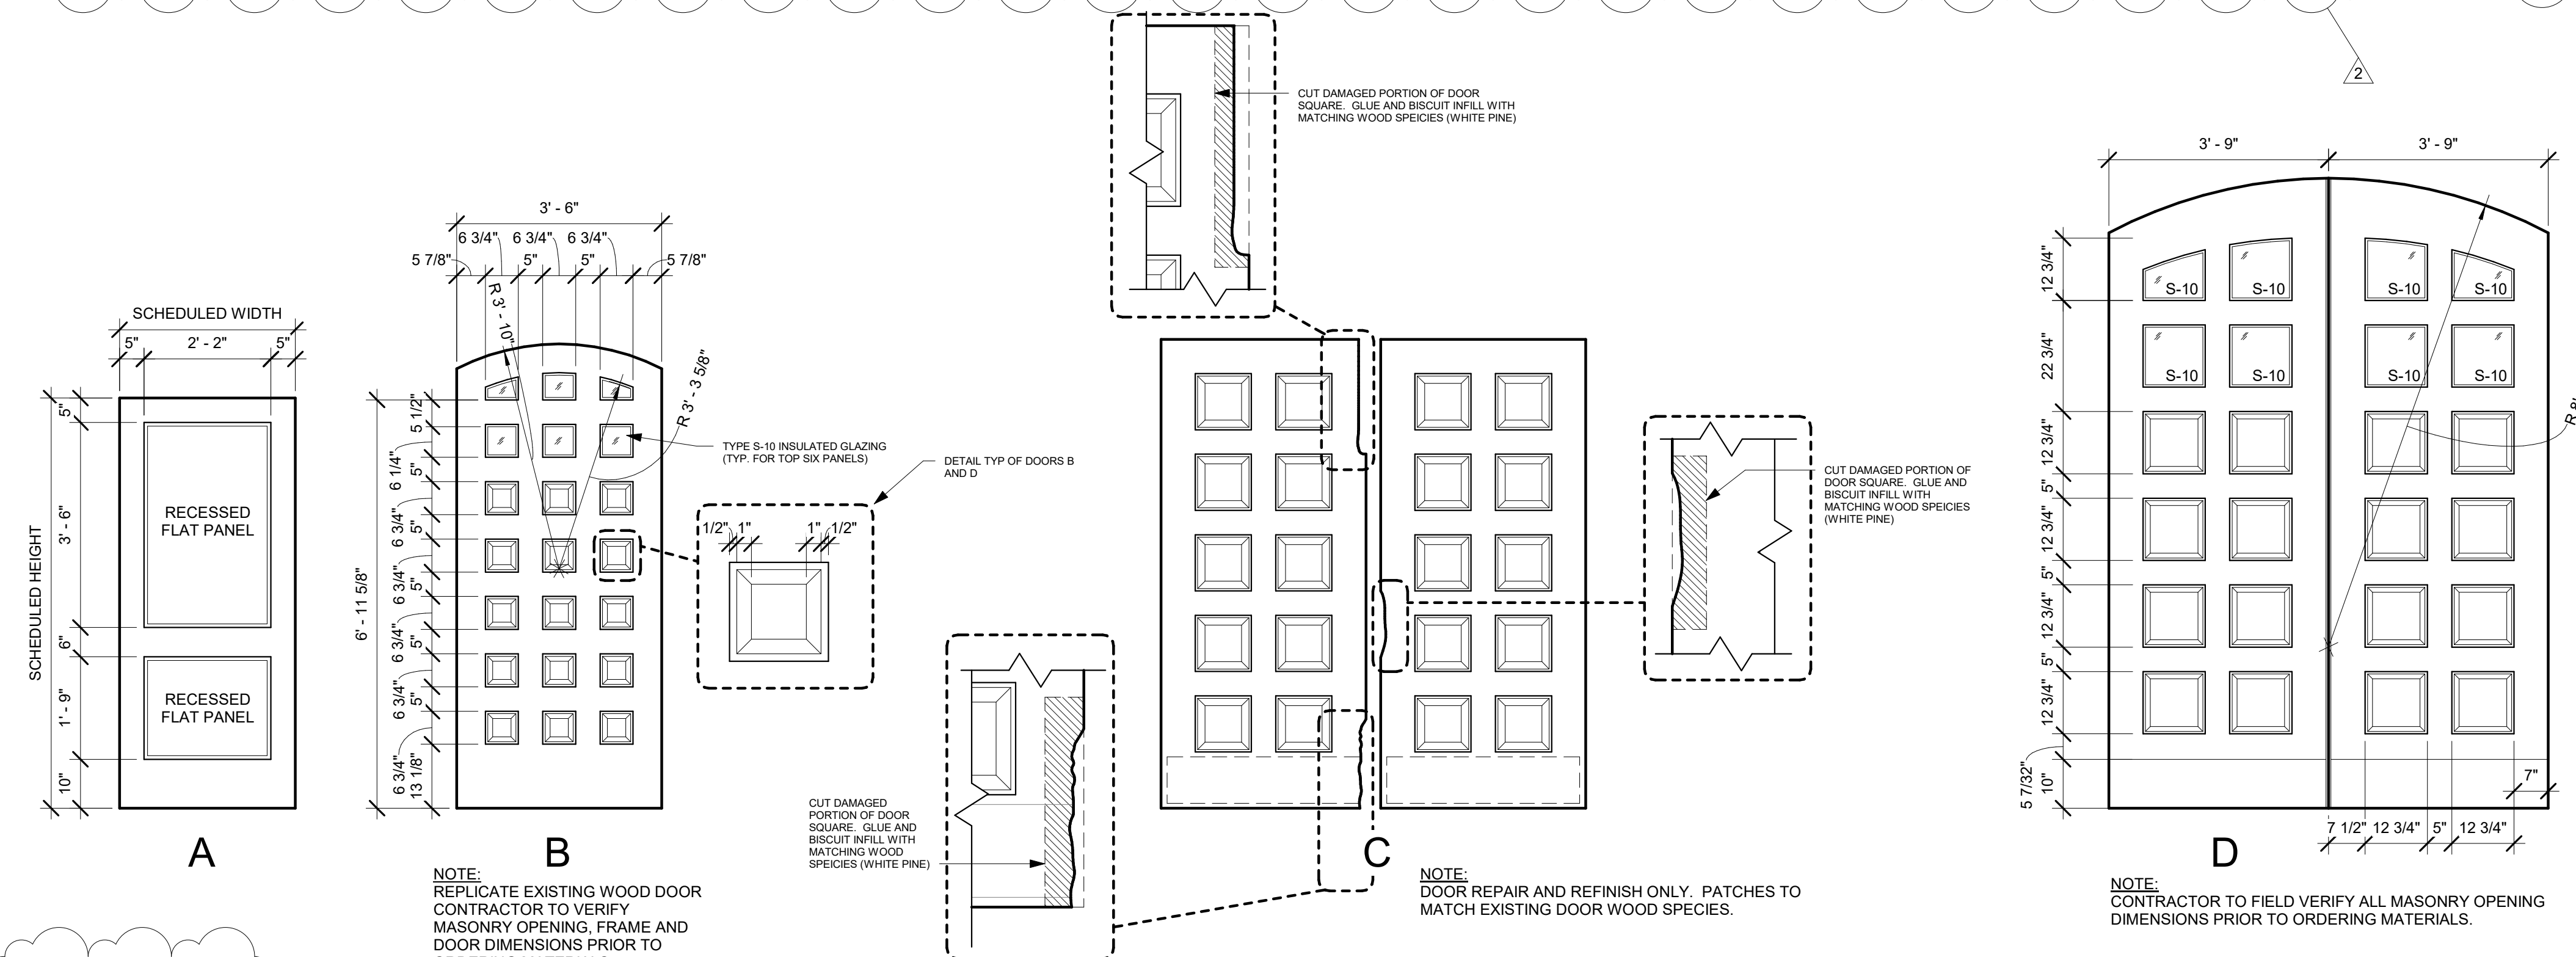 2
CUT DAMAGED PORTION OF DOOR
SQUARE.  GLUE AND BISCUIT INFILL WITH
MATCHING WOOD SPEICIES (WHITE PINE)
SCHEDULED WIDTH
5"
2' - 2"
5"
SCHEDULED HEIGHT
5"
3' - 6"
6"
1' - 9"
10"
RECESSED
FLAT PANEL
RECESSED
FLAT PANEL
A
3' - 6"
6 3/4"
6 3/4"
6 3/4"
5 7/8"
5"
5"
5 7/8"
R 3' - 10"
R 3' - 3 5/8"
6' - 11 5/8"
5 1/2"
6 1/4"
5"
6 3/4"
5"
6 3/4"
5"
6 3/4"
5"
6 3/4"
5"
6 3/4"
13 1/8"
TYPE S-10 INSULATED GLAZING
(TYP. FOR TOP SIX PANELS)
DETAIL TYP OF DOORS B
AND D
1/2"
1"
1"
1/2"
B
NOTE:
REPLICATE EXISTING WOOD DOOR
CONTRACTOR TO VERIFY
MASONRY OPENING, FRAME AND
DOOR DIMENSIONS PRIOR TO
CUT DAMAGED
PORTION OF DOOR
SQUARE.  GLUE AND
BISCUIT INFILL WITH
MATCHING WOOD
SPEICIES (WHITE PINE)
CUT DAMAGED PORTION OF
DOOR SQUARE.  GLUE AND
BISCUIT INFILL WITH
MATCHING WOOD SPEICIES
(WHITE PINE)
C
NOTE:
DOOR REPAIR AND REFINISH ONLY.  PATCHES TO
MATCH EXISTING DOOR WOOD SPECIES.
3' - 9"
3' - 9"
12 3/4"
22 3/4"
12 3/4"
5"
12 3/4"
5"
12 3/4"
5"
12 3/4"
5 7/32"
10"
S-10
S-10
S-10
S-10
S-10
S-10
S-10
S-10
R 8'
7"
7 1/2"
12 3/4"
5"
12 3/4"
D
NOTE:
CONTRACTOR TO FIELD VERIFY ALL MASONRY OPENING
DIMENSIONS PRIOR TO ORDERING MATERIALS.